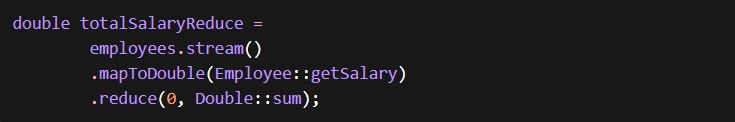 double totalSalaryReduce =
employees.stream()
.mapToDouble(Employee::getSalary)
.reduce(0, Double::sum);